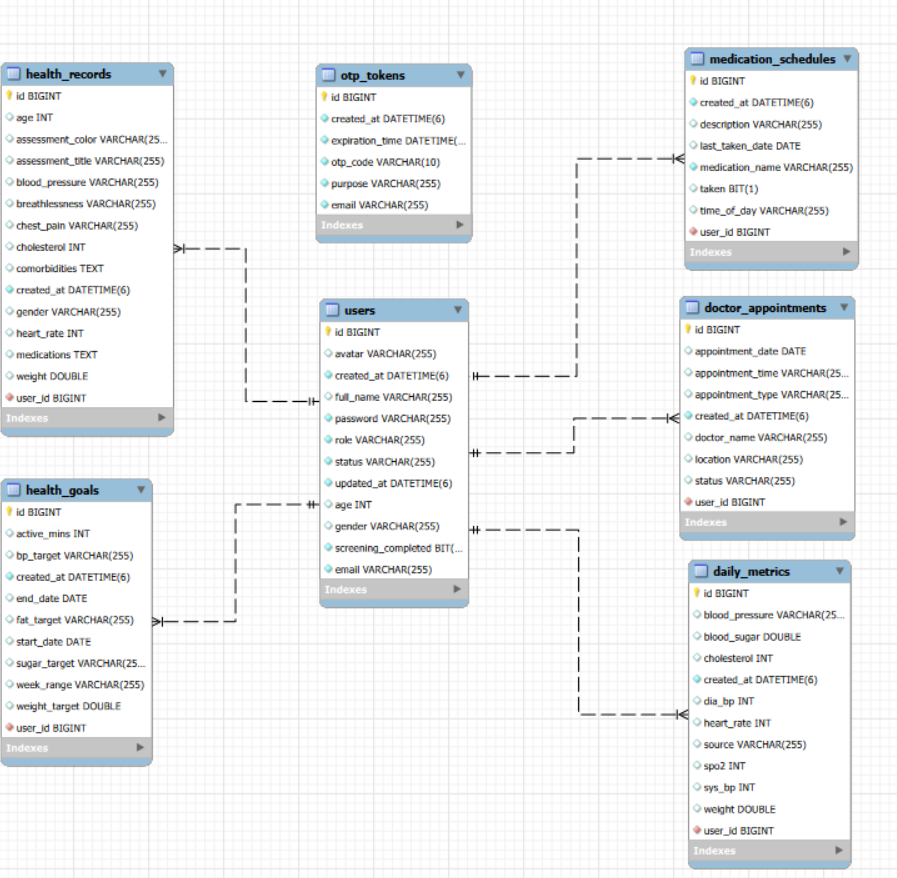 health_records
id BIGINT
age INT
assessment_color VARCHAR(25...
assessment_title VARCHAR(255)
blood_pressure VARCHAR(255)
breathlessness VARCHAR(255)
chest_pain VARCHAR(255)
cholesterol INT
comorbidities TEXT
created_at DATETIME(6)
gender VARCHAR(255)
heart_rate INT
medications TEXT
weight DOUBLE
user_id BIGINT
Indexes
health_goals
id BIGINT
active_mins INT
bp_target VARCHAR(255)
created_at DATETIME(6)
end_date DATE
fat_target VARCHAR(255)
start_date DATE
sugar_target VARCHAR(25...
week_range VARCHAR(255)
weight_target DOUBLE
user_id BIGINT
Indexes
otp_tokens
id BIGINT
created_at DATETIME(6)
expiration_time DATETIME(...
otp_code VARCHAR(10)
purpose VARCHAR(255)
email VARCHAR(255)
Indexes
users
id BIGINT
avatar VARCHAR(255)
created_at DATETIME(6)
full_name VARCHAR(255)
password VARCHAR(255)
role VARCHAR(255)
status VARCHAR(255)
updated_at DATETIME(6)
age INT
gender VARCHAR(255)
screening_completed BIT(...
email VARCHAR(255)
Indexes
medication_schedules
id BIGINT
created_at DATETIME(6)
description VARCHAR(255)
last_taken_date DATE
medication_name VARCHAR(255)
taken BIT(1)
time_of_day VARCHAR(255)
user_id BIGINT
Indexes
doctor_appointments
id BIGINT
appointment_date DATE
appointment_time VARCHAR(25...
appointment_type VARCHAR(25...
created_at DATETIME(6)
doctor_name VARCHAR(255)
location VARCHAR(255)
status VARCHAR(255)
user_id BIGINT
Indexes
daily_metrics
id BIGINT
blood_pressure VARCHAR(25...
blood_sugar DOUBLE
cholesterol INT
created_at DATETIME(6)
dia_bp INT
heart_rate INT
source VARCHAR(255)
spo2 INT
sys_bp INT
weight DOUBLE
user_id BIGINT
Indexes